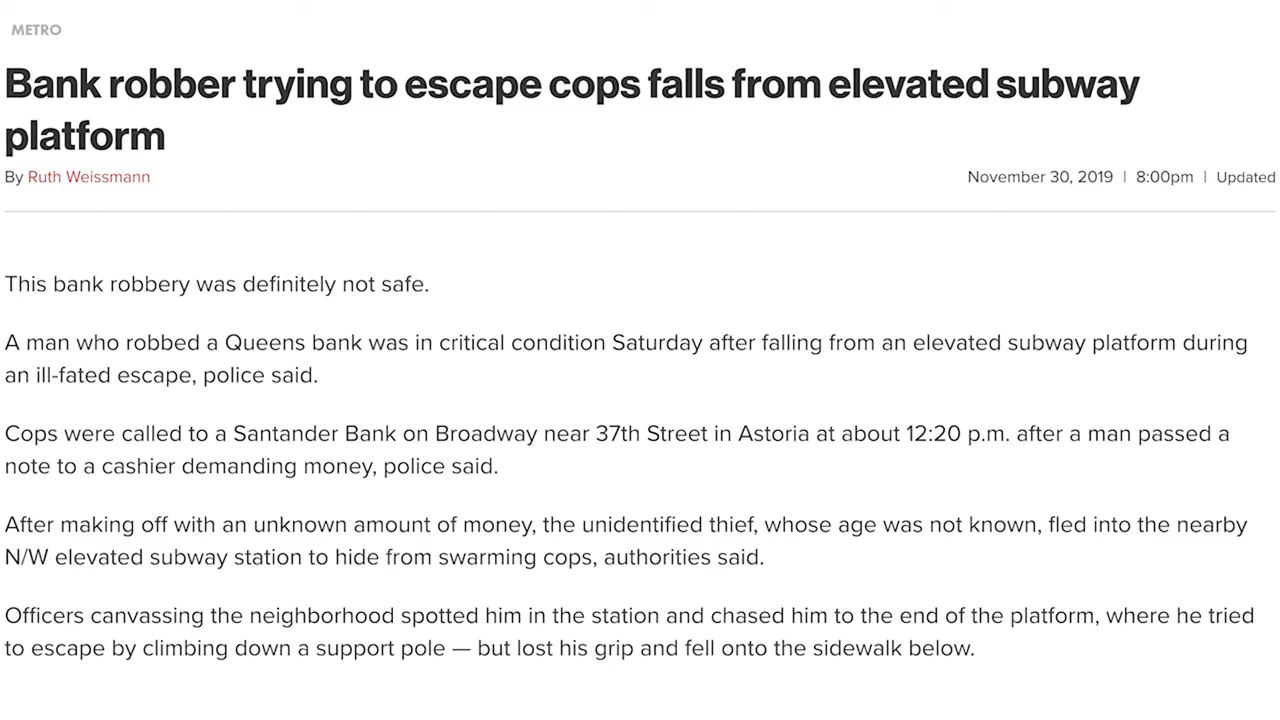 METRO
Bank robber trying to escape cops falls from elevated subway
platform
By Ruth Weissmann
November 30, 2019 | 8:00pm | Updated
This bank robbery was definitely not safe.
A man who robbed a Queens bank was in critical condition Saturday after falling from an elevated subway platform during
an ill-fated escape, police said.
Cops were called to a Santander Bank on Broadway near 37th Street in Astoria at about 12:20 p.m. after a man passed a
note to a cashier demanding money, police said.
After making off with an unknown amount of money, the unidentified thief, whose age was not known, fled into the nearby
N/W elevated subway station to hide from swarming cops, authorities said.
Officers canvassing the neighborhood spotted him in the station and chased him to the end of the platform, where he tried
to escape by climbing down a support pole — but lost his grip and fell onto the sidewalk below.